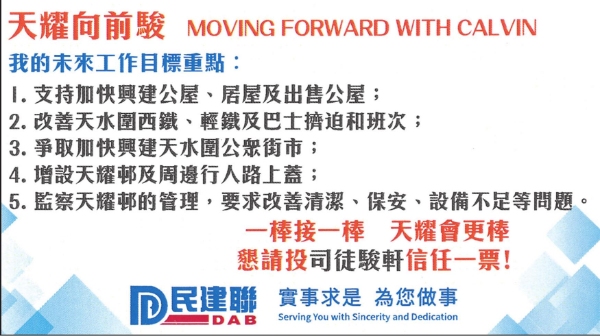 天耀向前駿 MOVING FORWARD WITH CALVIN
我的未來工作目標重點：
1. 支持加快興建公屋、居屋及出售公屋；
2. 改善天水圍西鐵、輕鐵及巴士擠迫和班次；
3. 爭取加快興建天水圍公眾街市；
4. 增設天耀邨及周邊行人路上蓋；
5. 監察天耀邨的管理，要求改善清潔、保安、設備不足等問題。
一棒接一棒 天耀會更棒
懇請投司徒駿軒信任一票!
民建聯 實事求是 為您做事
DAB Serving You with Sincerity and Dedication